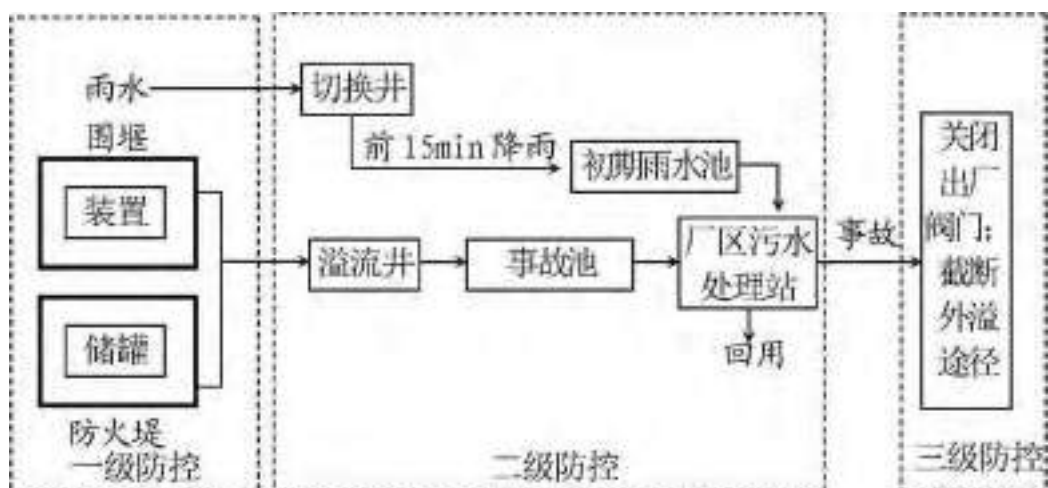 雨水
切换井
围堰
前15min降雨
初期雨水池
装置
溢流井
事故池
厂区污水
处理站
事故
关闭
出厂
阀门;
截断
外溢
途径
储罐
回用
防火堤
一级防控
二级防控
三级防控